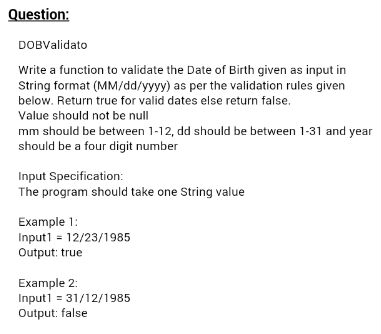 Question:
DOBValidato
Write a function to validate the Date of Birth given as input in
String format (MM/dd/yyyy) as per the validation rules given
below. Return true for valid dates else return false.
Value should not be null
mm should be between 1-12, dd should be between 1-31 and year
should be a four digit number
Input Specification:
The program should take one String value
Example 1:
Input1 = 12/23/1985
Output: true
Example 2:
Input1 = 31/12/1985
Output: false